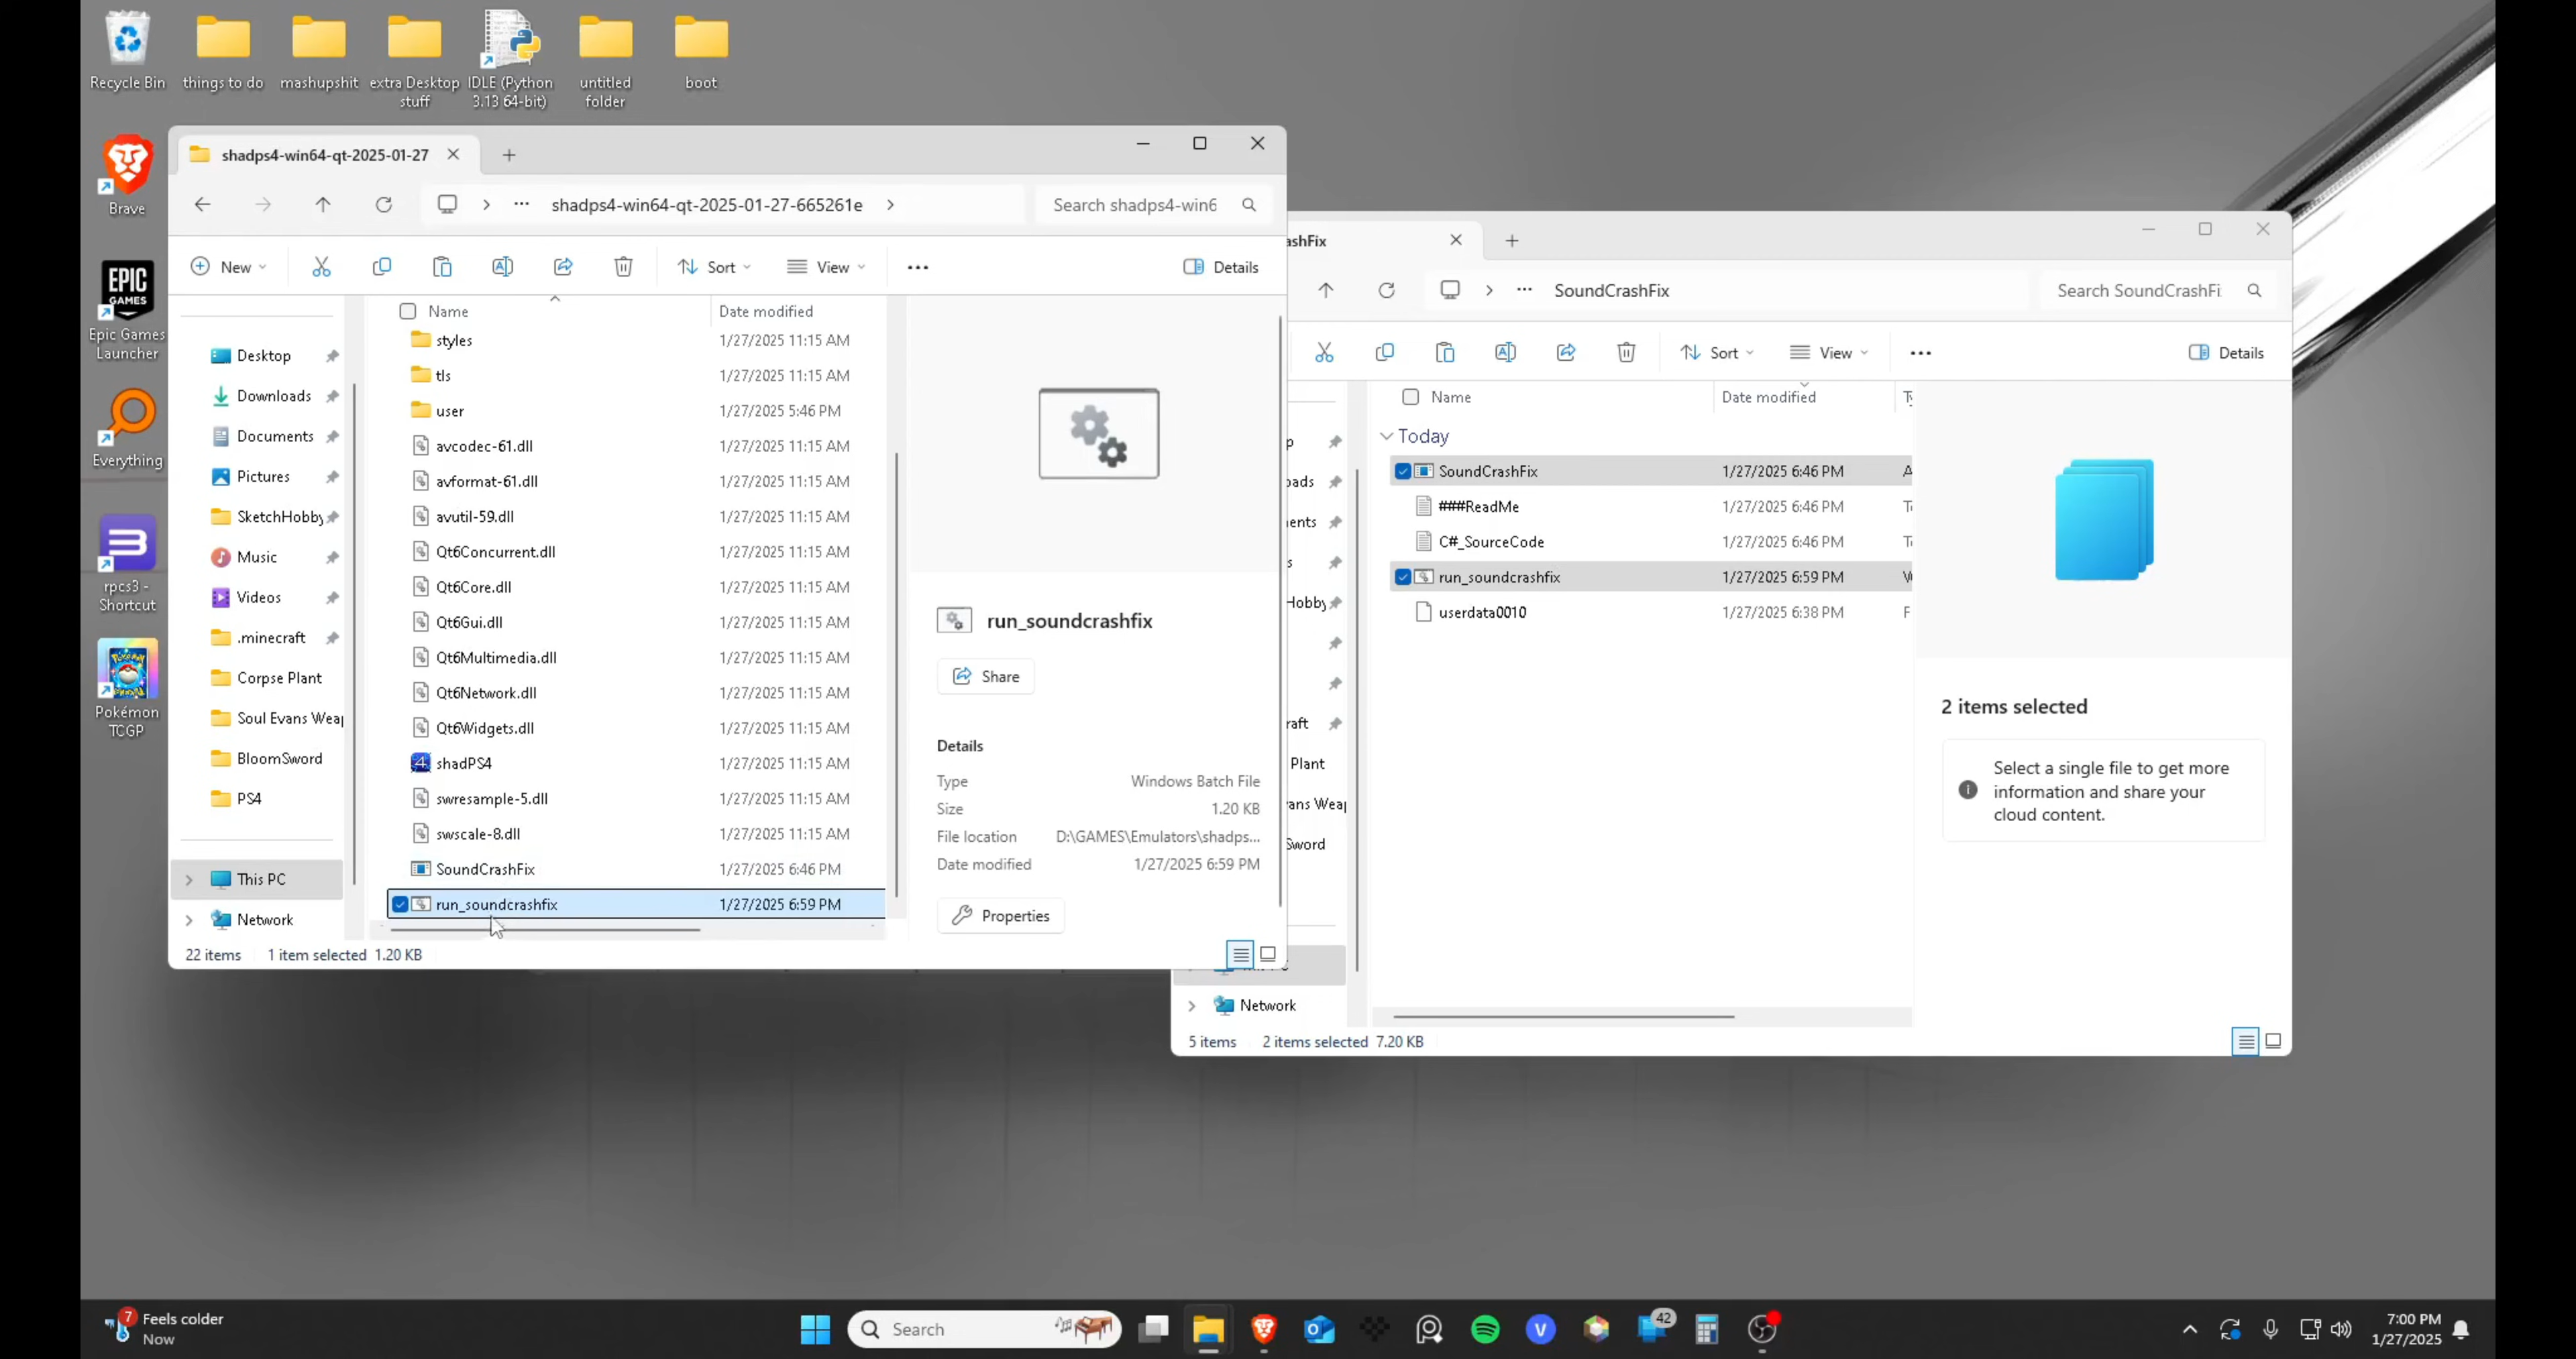 Recycle Bin
things to do
mashupshit
extra Desktop
stuff
IDLE (Python
3.13 64-bit)
untitled
folder
boot
Brave
EPIC
GAMES
Epic Games
Launcher
Everything
rpcs3 -
Shortcut
Pokémon
TCGP
shadps4-win64-qt-2025-01-27
shadps4-win64-qt-2025-01-27-665261e
Search shadps4-win6
New
Sort
View
Details
Desktop
Downloads
Documents
Pictures
SketchHobby
Music
Videos
.minecraft
Corpse Plant
Soul Evans Wea
BloomSword
PS4
This PC
Network
Name Date modified
styles 1/27/2025 11:15 AM
tls 1/27/2025 11:15 AM
user 1/27/2025 5:46 PM
avcodec-61.dll 1/27/2025 11:15 AM
avformat-61.dll 1/27/2025 11:15 AM
avutil-59.dll 1/27/2025 11:15 AM
Qt6Concurrent.dll 1/27/2025 11:15 AM
Qt6Core.dll 1/27/2025 11:15 AM
Qt6Gui.dll 1/27/2025 11:15 AM
Qt6Multimedia.dll 1/27/2025 11:15 AM
Qt6Network.dll 1/27/2025 11:15 AM
Qt6Widgets.dll 1/27/2025 11:15 AM
shadPS4 1/27/2025 11:15 AM
swresample-5.dll 1/27/2025 11:15 AM
swscale-8.dll 1/27/2025 11:15 AM
SoundCrashFix 1/27/2025 6:46 PM
run_soundcrashfix 1/27/2025 6:59 PM
run_soundcrashfix
Share
Details
Type Windows Batch File
Size 1.20 KB
File location D:\GAMES\Emulators\shadps...
Date modified 1/27/2025 6:59 PM
Properties
22 items 1 item selected 1.20 KB
ashFix
SoundCrashFix
Search SoundCrashFi
Sort
View
Details
p
oads
ents
s
Hobby
raft
Plant
ans Wea
Sword
Network
Name Date modified Ty
Today
SoundCrashFix 1/27/2025 6:46 PM A
###ReadMe 1/27/2025 6:46 PM
C#_SourceCode 1/27/2025 6:46 PM
run_soundcrashfix 1/27/2025 6:59 PM
userdata0010 1/27/2025 6:38 PM F
2 items selected
Select a single file to get more
information and share your
cloud content.
5 items 2 items selected 7.20 KB
7
Feels colder
Now
Search
42
7:00 PM
1/27/2025